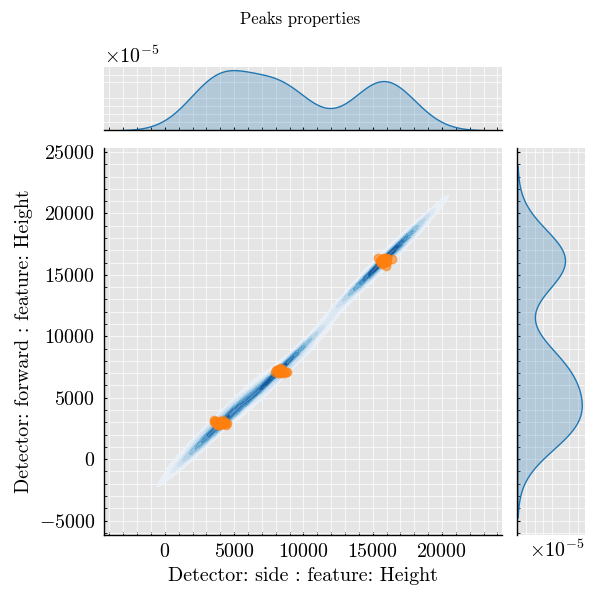 Peaks properties
×10⁻⁵
25000
20000
15000
10000
5000
0
−5000
Detector: forward : feature: Height
0 5000 10000 15000 20000
×10⁻⁵
Detector: side : feature: Height